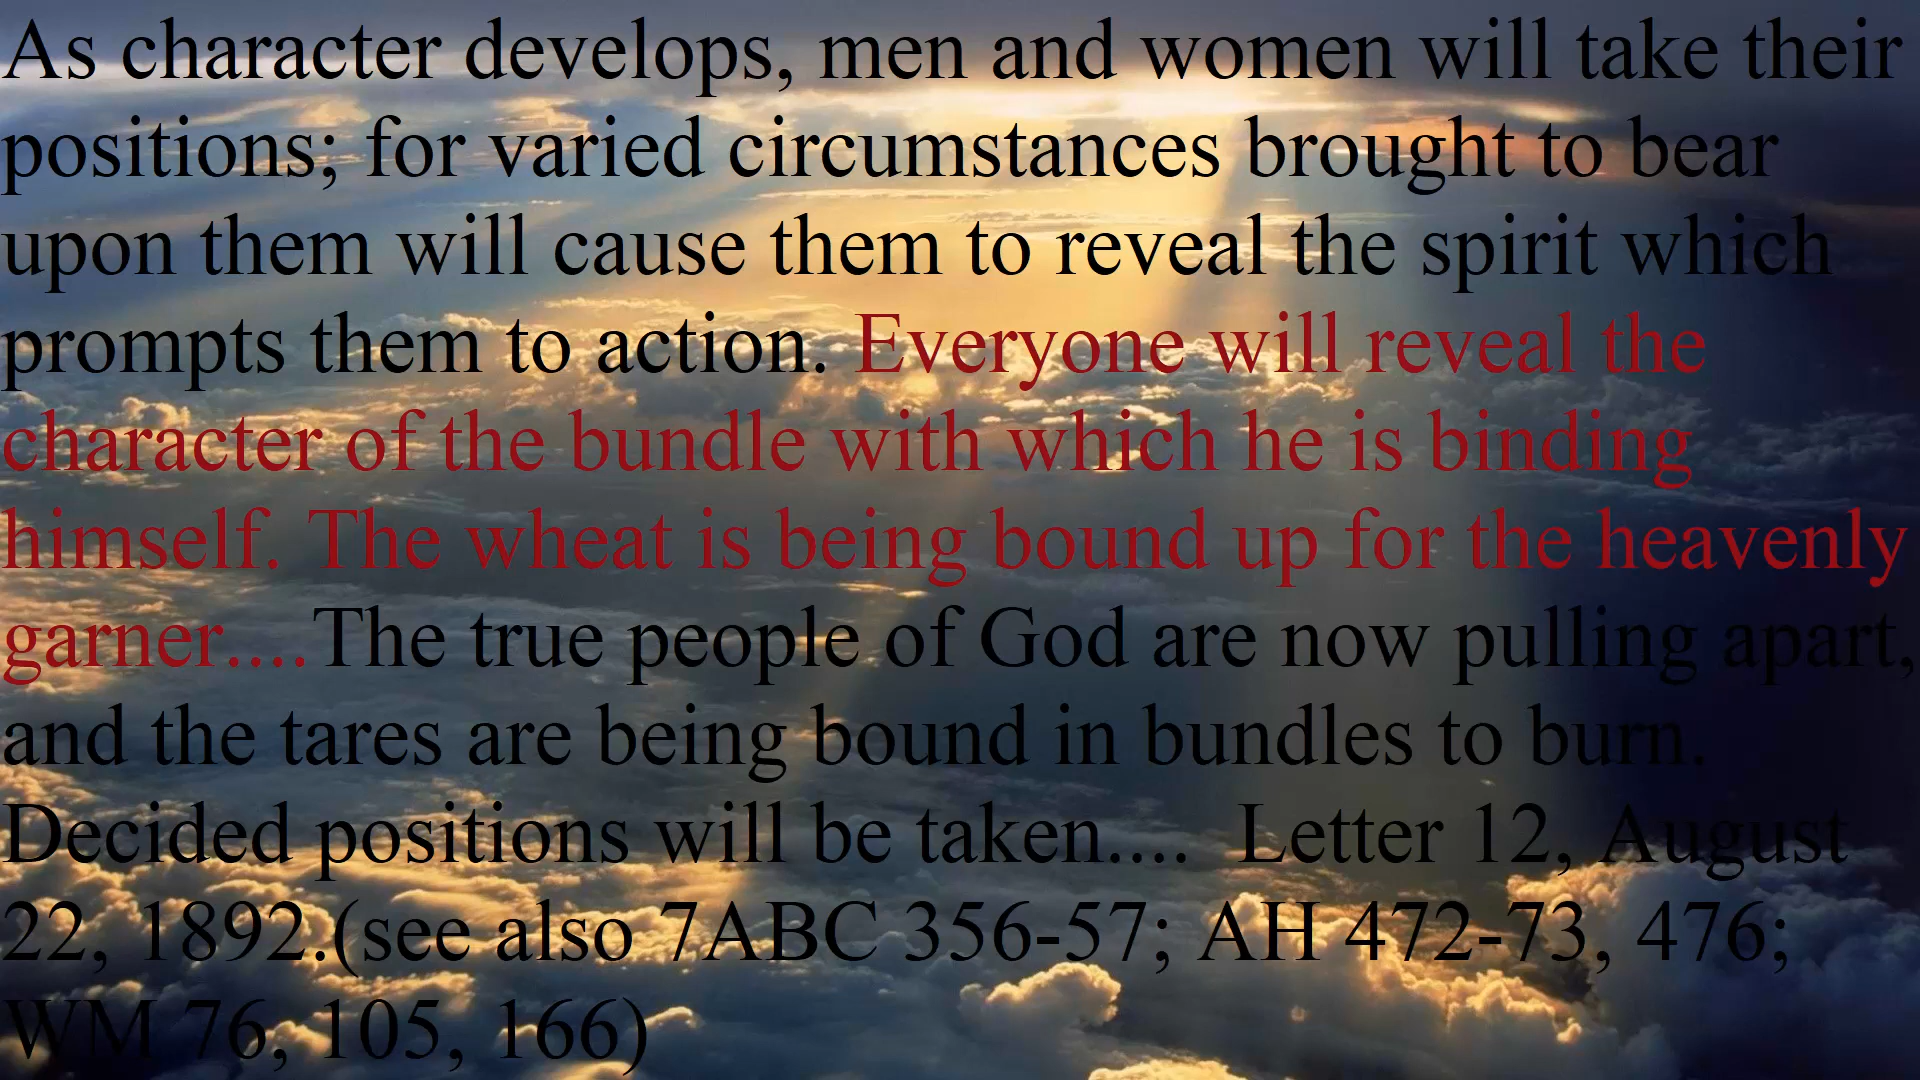 As character develops, men and women will take their
positions; for varied circumstances brought to bear
upon them will cause them to reveal the spirit which
prompts them to action. Everyone will reveal the
character of the bundle with which he is binding
himself. The wheat is being bound up for the heavenly
garner....The true people of God are now pulling apart,
and the tares are being bound in bundles to burn.
Decided positions will be taken....  Letter 12, August
22, 1892.(see also 7ABC 356-57; AH 472-73, 476;
WM 76, 105, 166)